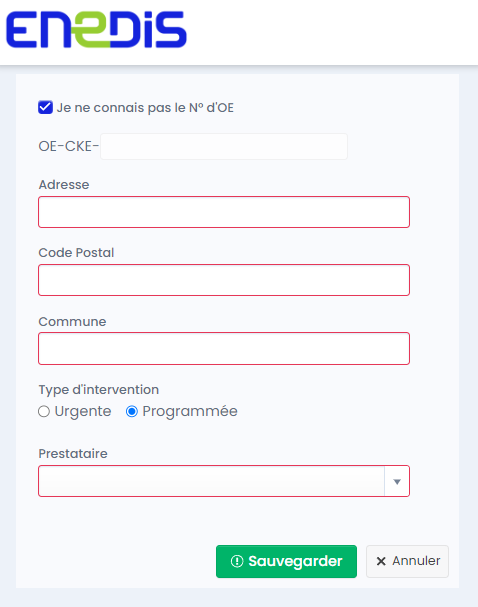 ENEDIS
Je ne connais pas le N° d'OE
OE-CKE-
Adresse
Code Postal
Commune
Type d'intervention
Urgente Programmée
Prestataire
Sauvegarder Annuler